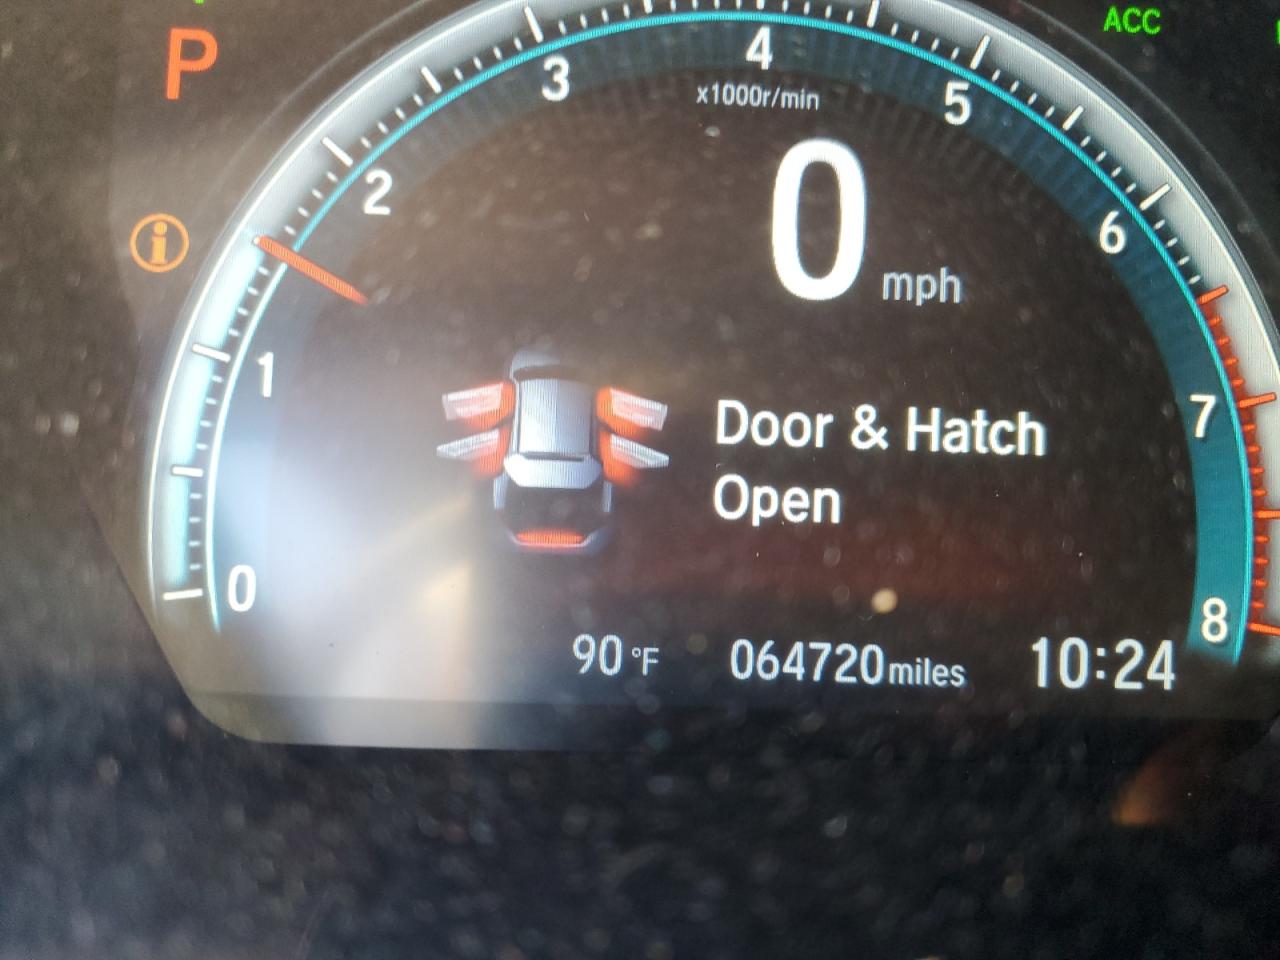 P
ACC
0
1
2
3
4
5
6
7
8
x1000r/min
i
0
mph
Door & Hatch
Open
90°F
064720miles
10:24